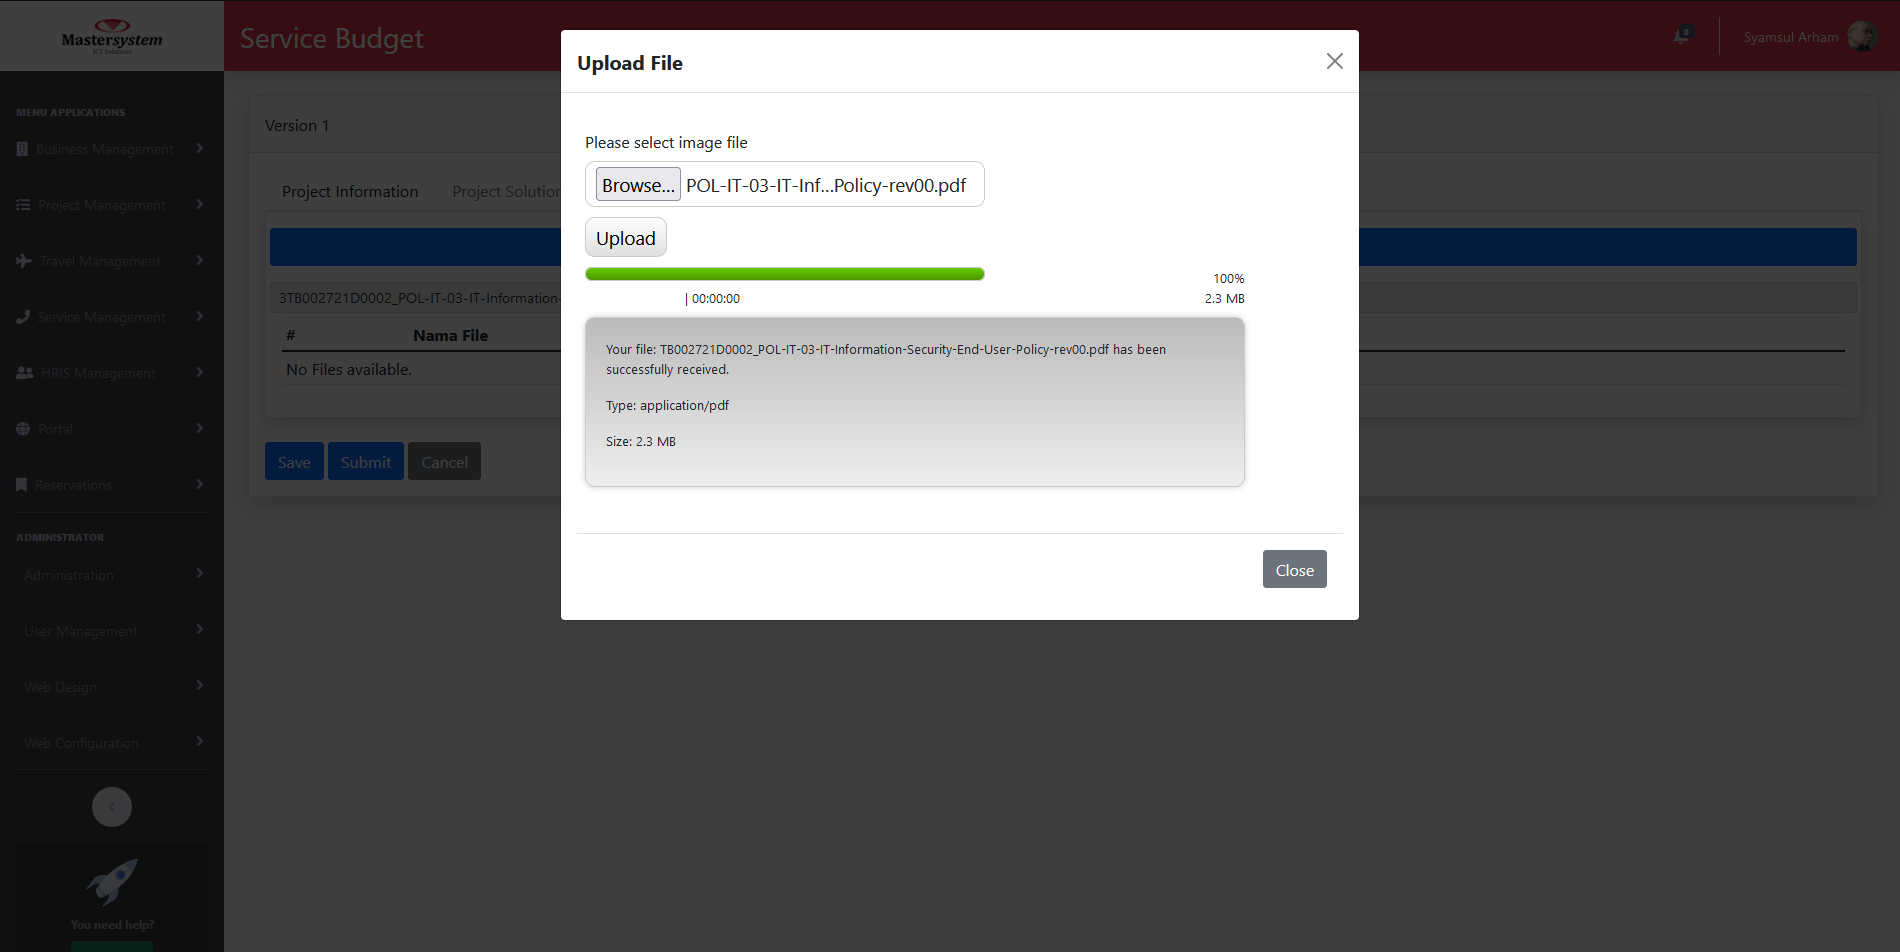 Mastersystem
ICT Solutions
Service Budget
0
Syamsul Arham
MENU APPLICATIONS
Business Management
Project Management
Travel Management
Service Management
HRIS Management
Portal
Reservations
ADMINISTRATOR
Administration
User Management
Web Design
Web Configuration
You need help?
Version 1
Project Information
Project Solution
3TB002721D0002_POL-IT-03-IT-Information-
# Nama File
No Files available.
Save Submit Cancel
Upload File
Please select image file
Browse... POL-IT-03-IT-Inf...Policy-rev00.pdf
Upload
100%
| 00:00:00 2.3 MB
Your file: TB002721D0002_POL-IT-03-IT-Information-Security-End-User-Policy-rev00.pdf has been
successfully received.
Type: application/pdf
Size: 2.3 MB
Close